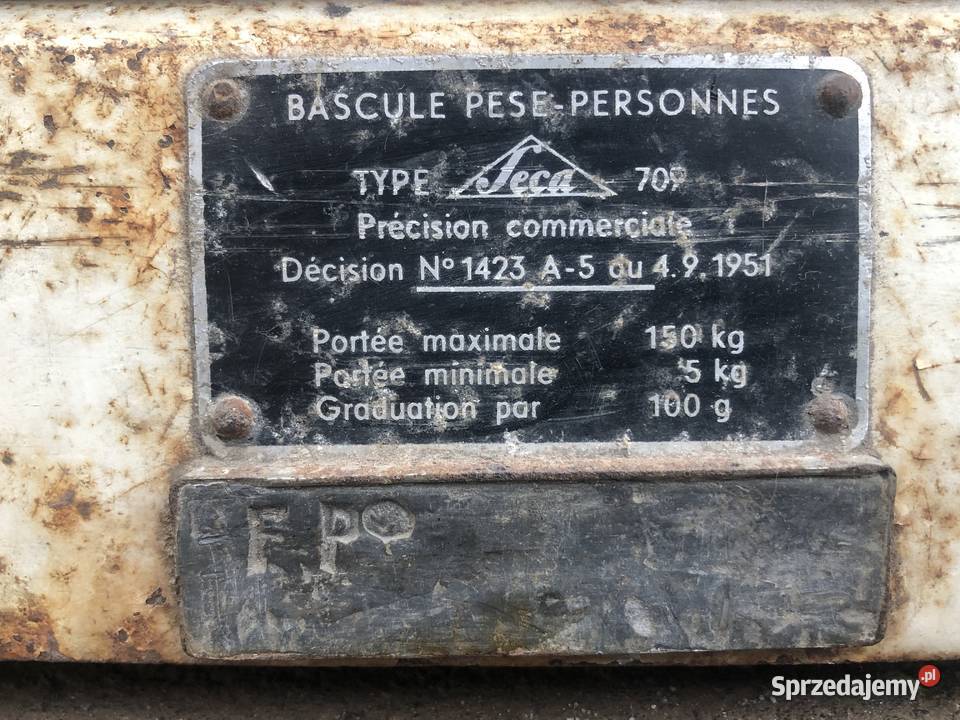 BASCULE PESE-PERSONNES
TYPE Seca 709
Précision commerciale
Décision N° 1423 A-5 du 4.9.1951
Portée maximale 150 kg
Portée minimale 5 kg
Graduation par 100 g
F.P
Sprzedajemy.pl